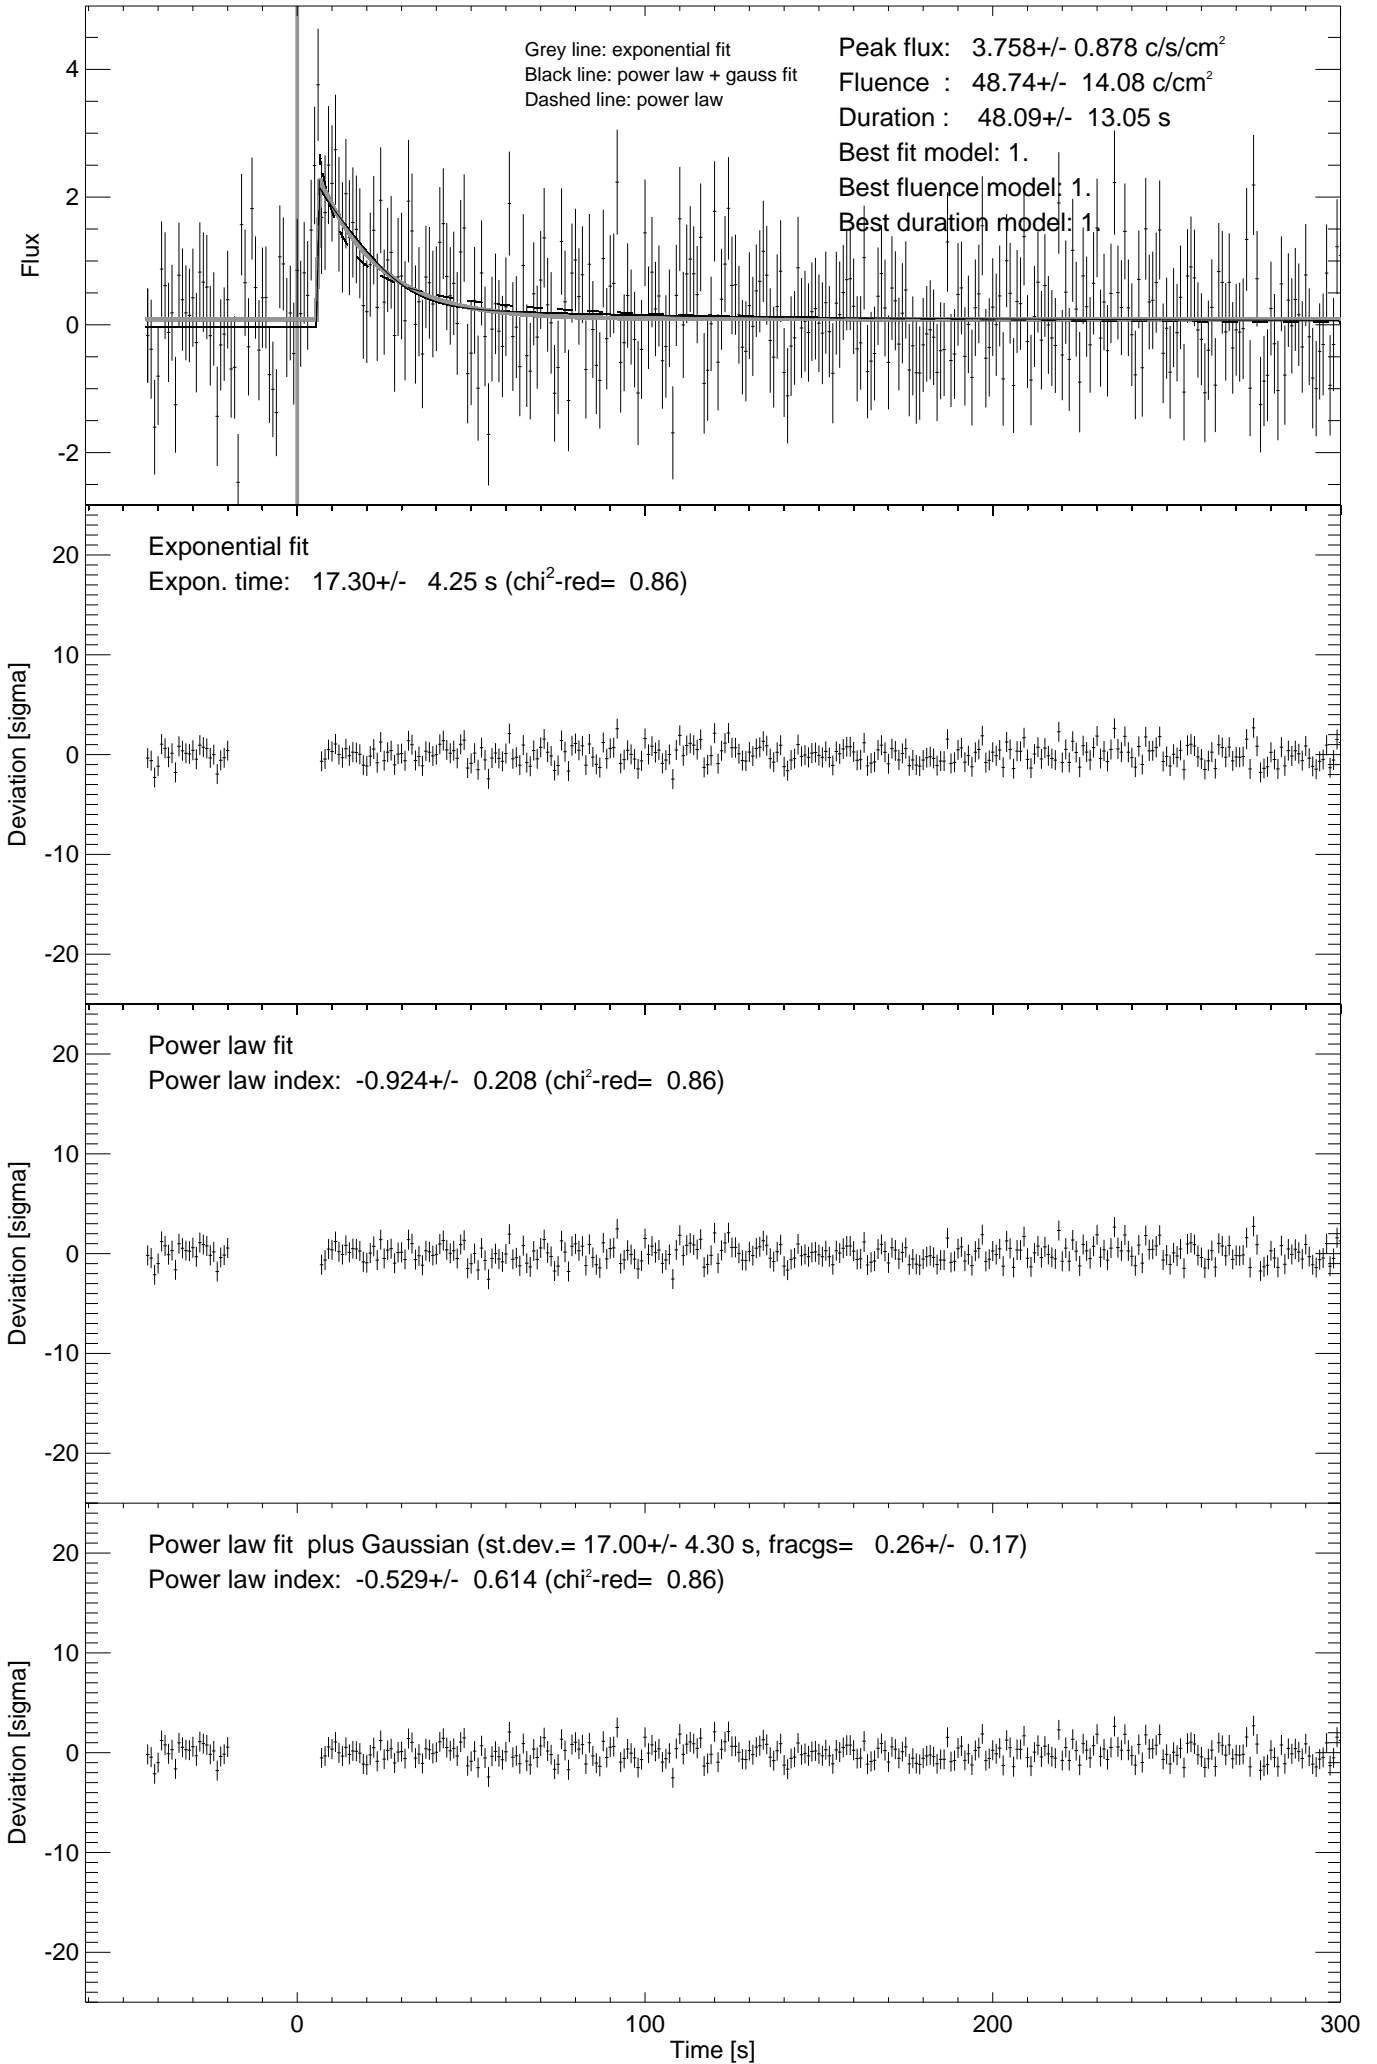 Grey line: exponential fit
Black line: power law + gauss fit
Dashed line: power law
Peak flux: 3.758+/- 0.878 c/s/cm²
Fluence : 48.74+/- 14.08 c/cm²
Duration : 48.09+/- 13.05 s
Best fit model: 1.
Best fluence model: 1.
Best duration model: 1.
Flux
4
2
0
-2
Exponential fit
Expon. time: 17.30+/- 4.25 s (chi²-red= 0.86)
Deviation [sigma]
20
10
0
-10
-20
Power law fit
Power law index: -0.924+/- 0.208 (chi²-red= 0.86)
Deviation [sigma]
20
10
0
-10
-20
Power law fit plus Gaussian (st.dev.= 17.00+/- 4.30 s, fracgs= 0.26+/- 0.17)
Power law index: -0.529+/- 0.614 (chi²-red= 0.86)
Deviation [sigma]
20
10
0
-10
-20
0 100 200 300
Time [s]